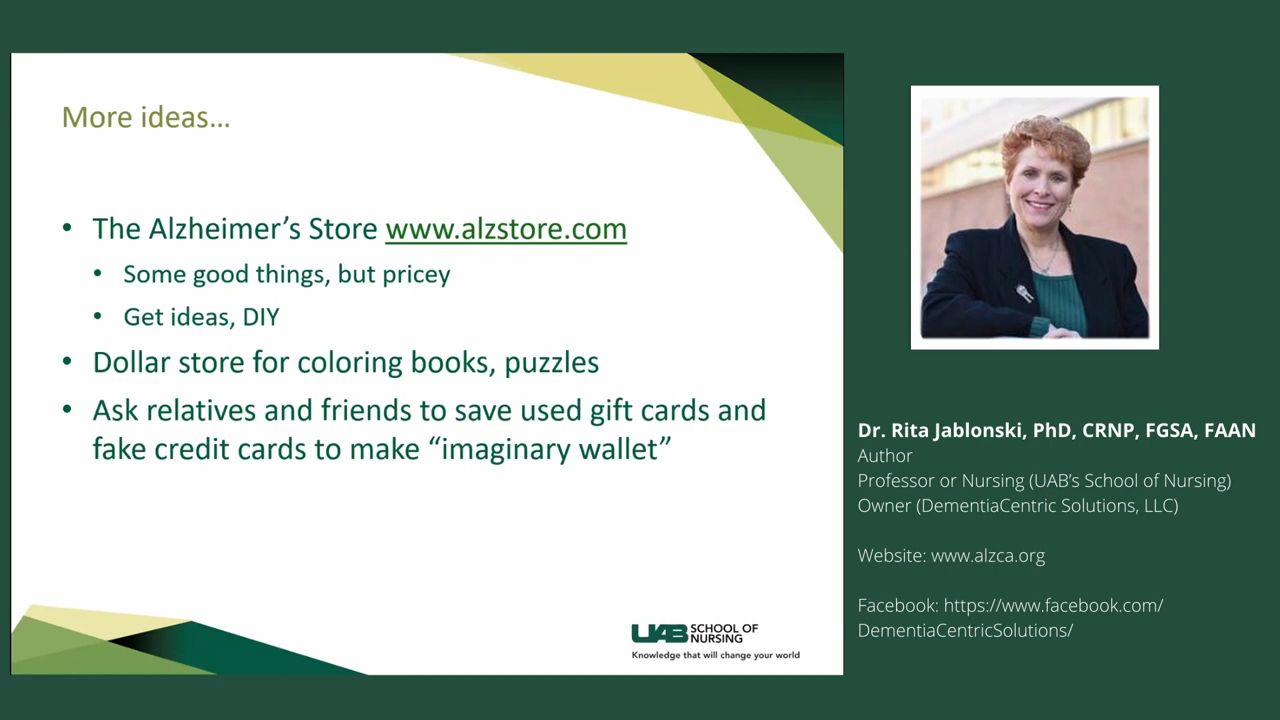 More ideas…
• The Alzheimer’s Store www.alzstore.com
• Some good things, but pricey
• Get ideas, DIY
• Dollar store for coloring books, puzzles
• Ask relatives and friends to save used gift cards and
fake credit cards to make “imaginary wallet”
UAB SCHOOL OF
NURSING
Knowledge that will change your world
Dr. Rita Jablonski, PhD, CRNP, FGSA, FAAN
Author
Professor or Nursing (UAB’s School of Nursing)
Owner (DementiaCentric Solutions, LLC)
Website: www.alzca.org
Facebook: https://www.facebook.com/
DementiaCentricSolutions/